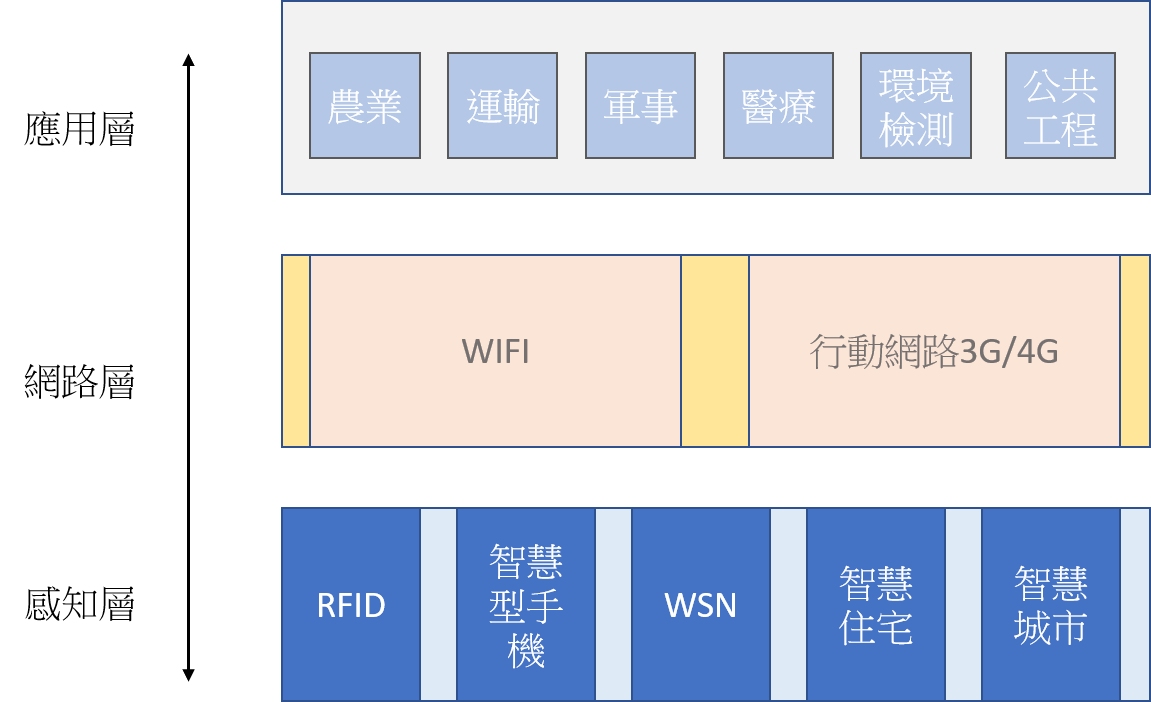 應用層
農業
運輸
軍事
醫療
環境
檢測
公共
工程
網路層
WIFI
行動網路3G/4G
感知層
RFID
智慧
型手
機
WSN
智慧
住宅
智慧
城市